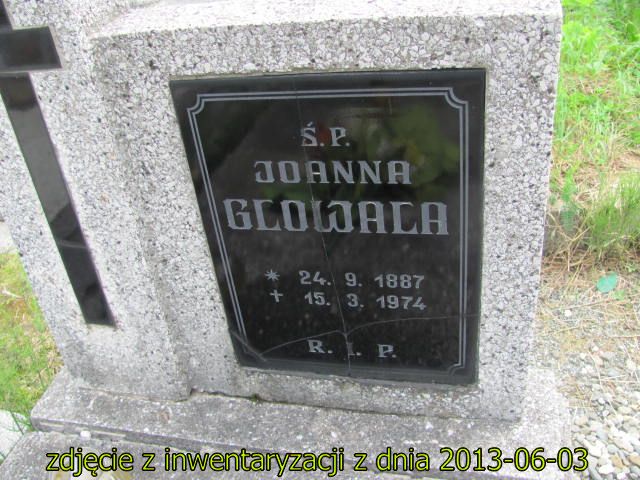 Ś. P.
JOANNA
GLOWALA
* 24. 9. 1887
+ 15. 3. 1974
R. I. P.
zdjęcie z inwentaryzacji z dnia 2013-06-03